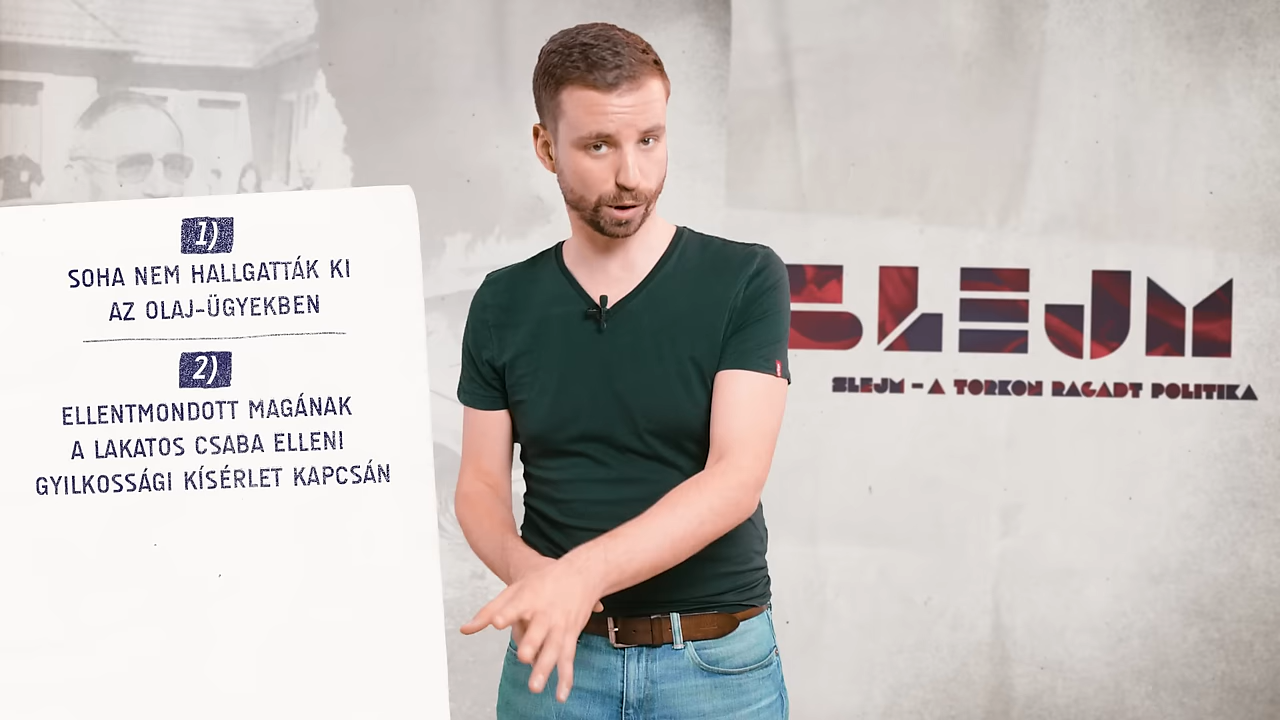 1)
SOHA NEM HALLGATTÁK KI
AZ OLAJ-ÜGYEKBEN
2)
ELLENTMONDOTT MAGÁNAK
A LAKATOS CSABA ELLENI
GYILKOSSÁGI KÍSÉRLET KAPCSÁN
SLEJM
SLEJM – A TORKON RAGADT POLITIKA